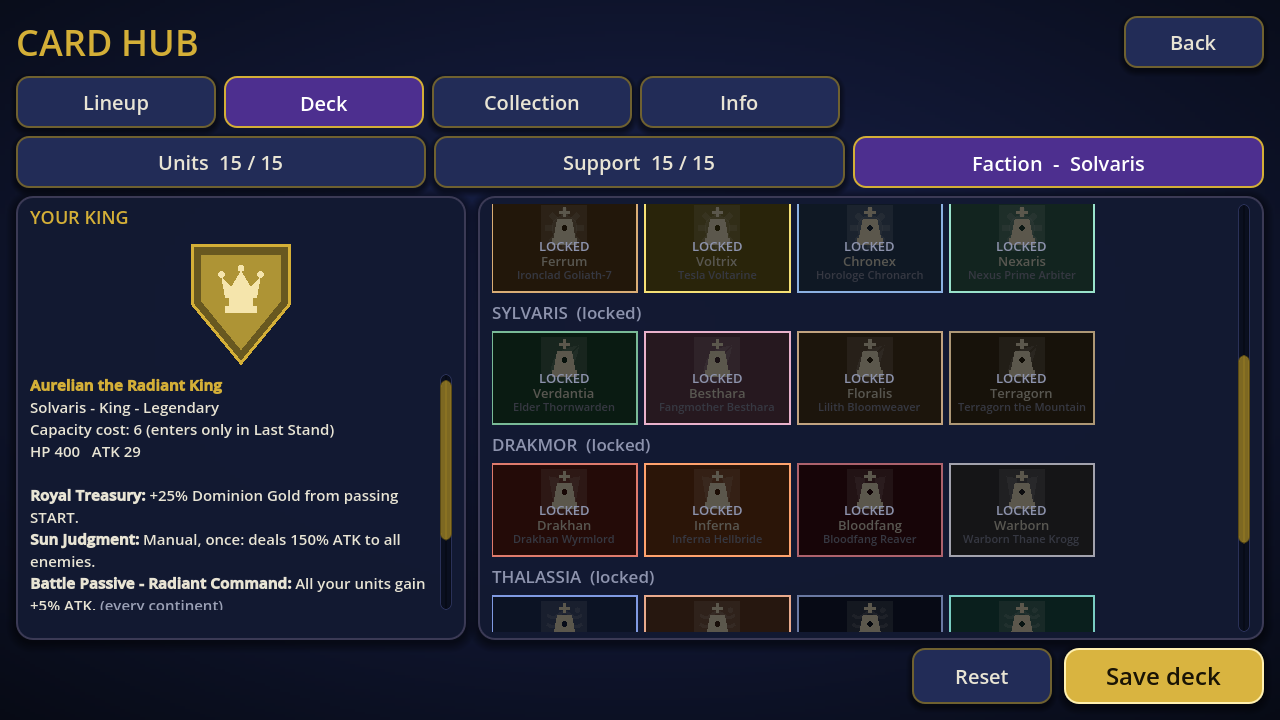 CARD HUB
Back
Lineup
Deck
Collection
Info
Units 15 / 15
Support 15 / 15
Faction - Solvaris
YOUR KING
Aurelian the Radiant King
Solvaris - King - Legendary
Capacity cost: 6 (enters only in Last Stand)
HP 400 ATK 29
Royal Treasury: +25% Dominion Gold from passing
START.
Sun Judgment: Manual, once: deals 150% ATK to all
enemies.
Battle Passive - Radiant Command: All your units gain
+5% ATK. (every continent)
LOCKED
Ferrum
Ironclad Goliath-7
LOCKED
Voltrix
Tesla Voltarine
LOCKED
Chronex
Horologe Chronarch
LOCKED
Nexaris
Nexus Prime Arbiter
SYLVARIS (locked)
LOCKED
Verdantia
Elder Thornwarden
LOCKED
Besthara
Fangmother Besthara
LOCKED
Floralis
Lilith Bloomweaver
LOCKED
Terragorn
Terragorn the Mountain
DRAKMOR (locked)
LOCKED
Drakhan
Drakhan Wyrmlord
LOCKED
Inferna
Inferna Hellbride
LOCKED
Bloodfang
Bloodfang Reaver
LOCKED
Warborn
Warborn Thane Krogg
THALASSIA (locked)
Reset
Save deck